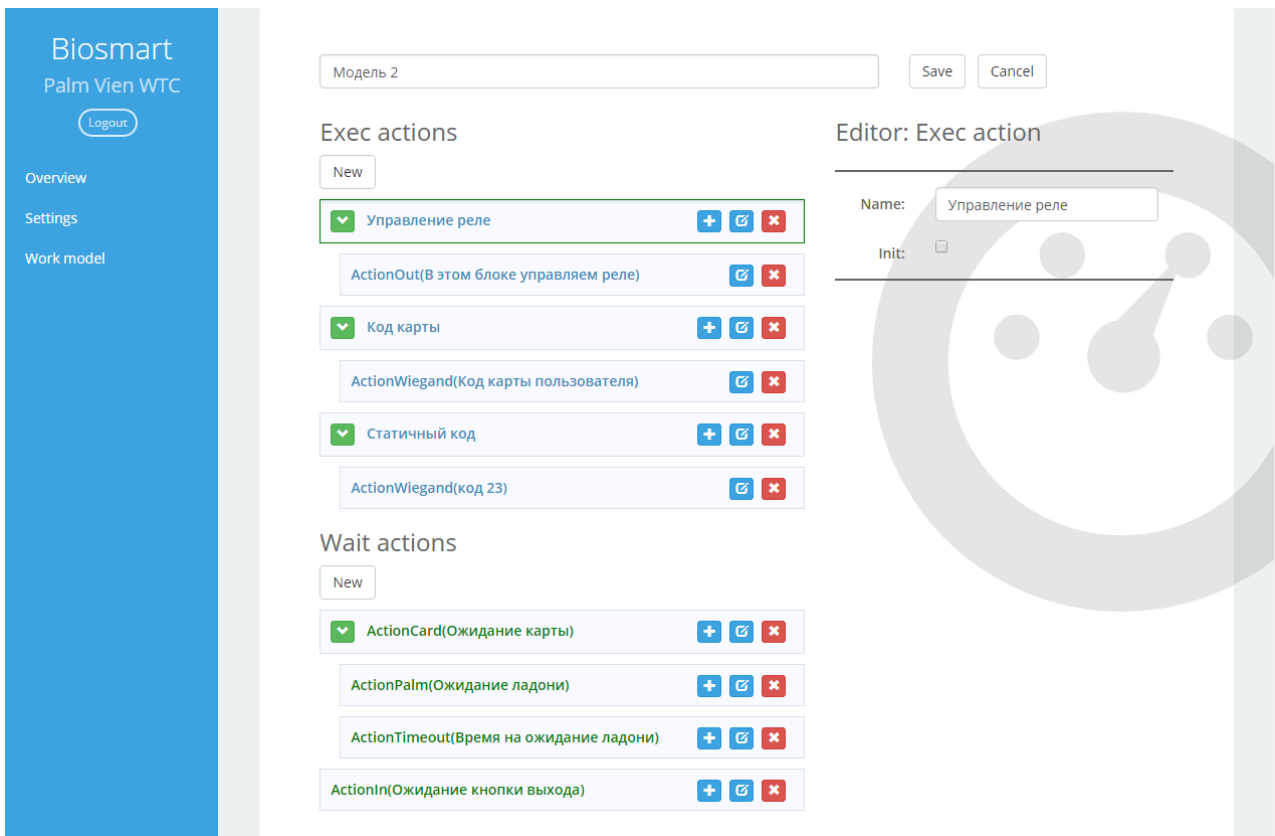 Biosmart
Palm Vien WTC
Logout
Overview
Settings
Work model
Модель 2
Save
Cancel
Exec actions
New
Управление реле
ActionOut(В этом блоке управляем реле)
Код карты
ActionWiegand(Код карты пользователя)
Статичный код
ActionWiegand(код 23)
Wait actions
New
ActionCard(Ожидание карты)
ActionPalm(Ожидание ладони)
ActionTimeout(Время на ожидание ладони)
ActionIn(Ожидание кнопки выхода)
Editor: Exec action
Name: Управление реле
Init: